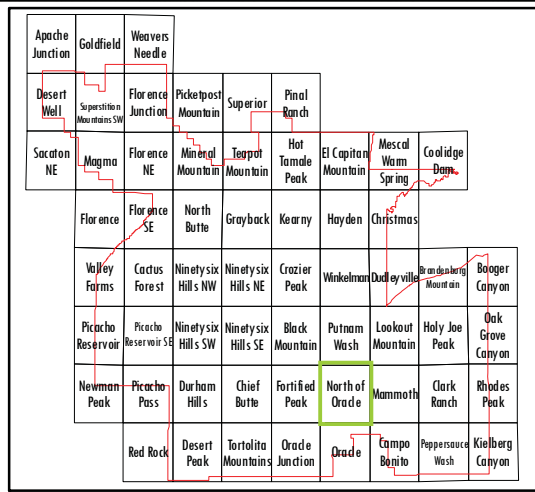 Apache
Junction
Goldfield
Weavers
Needle
Desert
Well
Superstition
Mountains SW
Florence
Junction
Picketpost
Mountain
Superior
Pinal
Ranch
Sacaton
NE
Magma
Florence
NE
Mineral
Mountain
Teapot
Mountain
Hot
Tamale
Peak
El Capitan
Mountain
Mescal
Warm
Spring
Coolidge
Dam
Florence
Florence
SE
North
Butte
Grayback
Kearny
Hayden
Christmas
Valley
Farms
Cactus
Forest
Ninetysix
Hills NW
Ninetysix
Hills NE
Crozier
Peak
Winkelman
Dudleyville
Brandenburg
Mountain
Booger
Canyon
Picacho
Reservoir
Picacho
Reservoir SE
Ninetysix
Hills SW
Ninetysix
Hills SE
Black
Mountain
Putnam
Wash
Lookout
Mountain
Holy Joe
Peak
Oak
Grove
Canyon
Newman
Peak
Picacho
Pass
Durham
Hills
Chief
Butte
Fortified
Peak
North of
Oracle
Mammoth
Clark
Ranch
Rhodes
Peak
Red Rock
Desert
Peak
Tortolita
Mountains
Oracle
Junction
Oracle
Campo
Bonito
Peppersauce
Wash
Kielberg
Canyon